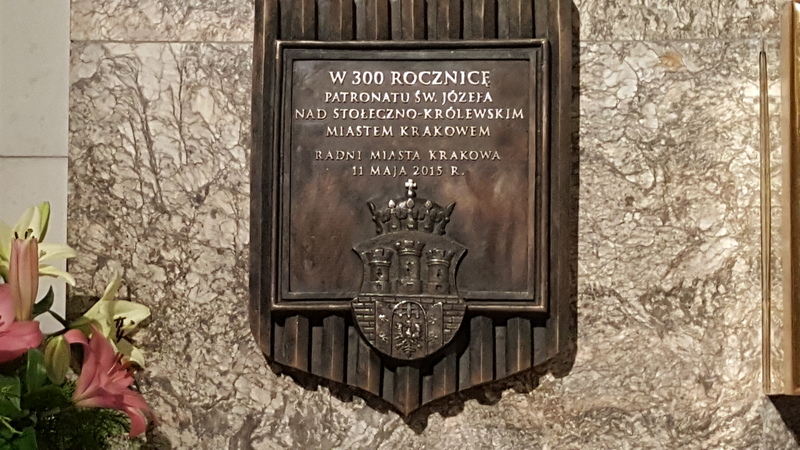 W 300 ROCZNICĘ
PATRONATU ŚW. JÓZEFA
NAD STOŁECZNO-KRÓLEWSKIM
MIASTEM KRAKOWEM
RADNI MIASTA KRAKOWA
11 MAJA 2015 R.